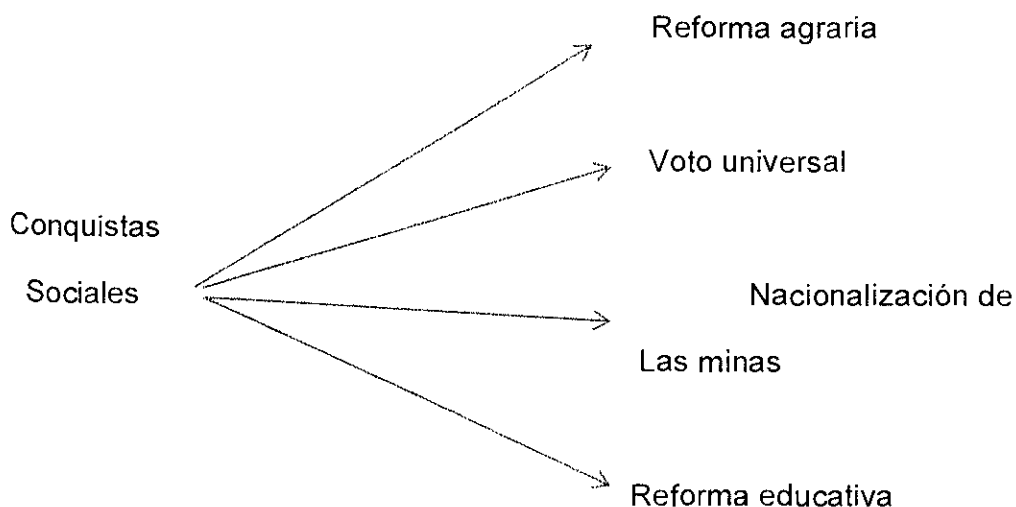 Reforma agraria
Voto universal
Conquistas
Sociales
Nacionalización de
Las minas
Reforma educativa